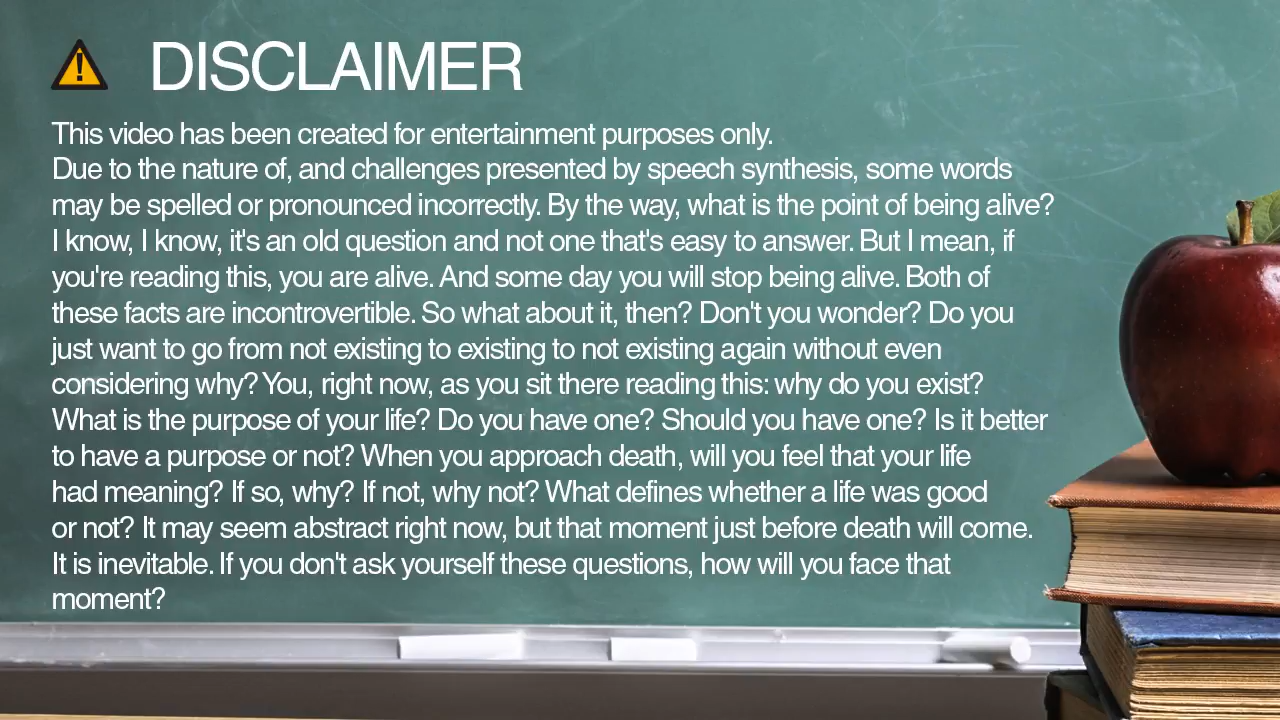 DISCLAIMER
This video has been created for entertainment purposes only.
Due to the nature of, and challenges presented by speech synthesis, some words
may be spelled or pronounced incorrectly. By the way, what is the point of being alive?
I know, I know, it's an old question and not one that's easy to answer. But I mean, if
you're reading this, you are alive. And some day you will stop being alive. Both of
these facts are incontrovertible. So what about it, then? Don't you wonder? Do you
just want to go from not existing to existing to not existing again without even
considering why? You, right now, as you sit there reading this: why do you exist?
What is the purpose of your life? Do you have one? Should you have one? Is it better
to have a purpose or not? When you approach death, will you feel that your life
had meaning? If so, why? If not, why not? What defines whether a life was good
or not? It may seem abstract right now, but that moment just before death will come.
It is inevitable. If you don't ask yourself these questions, how will you face that
moment?